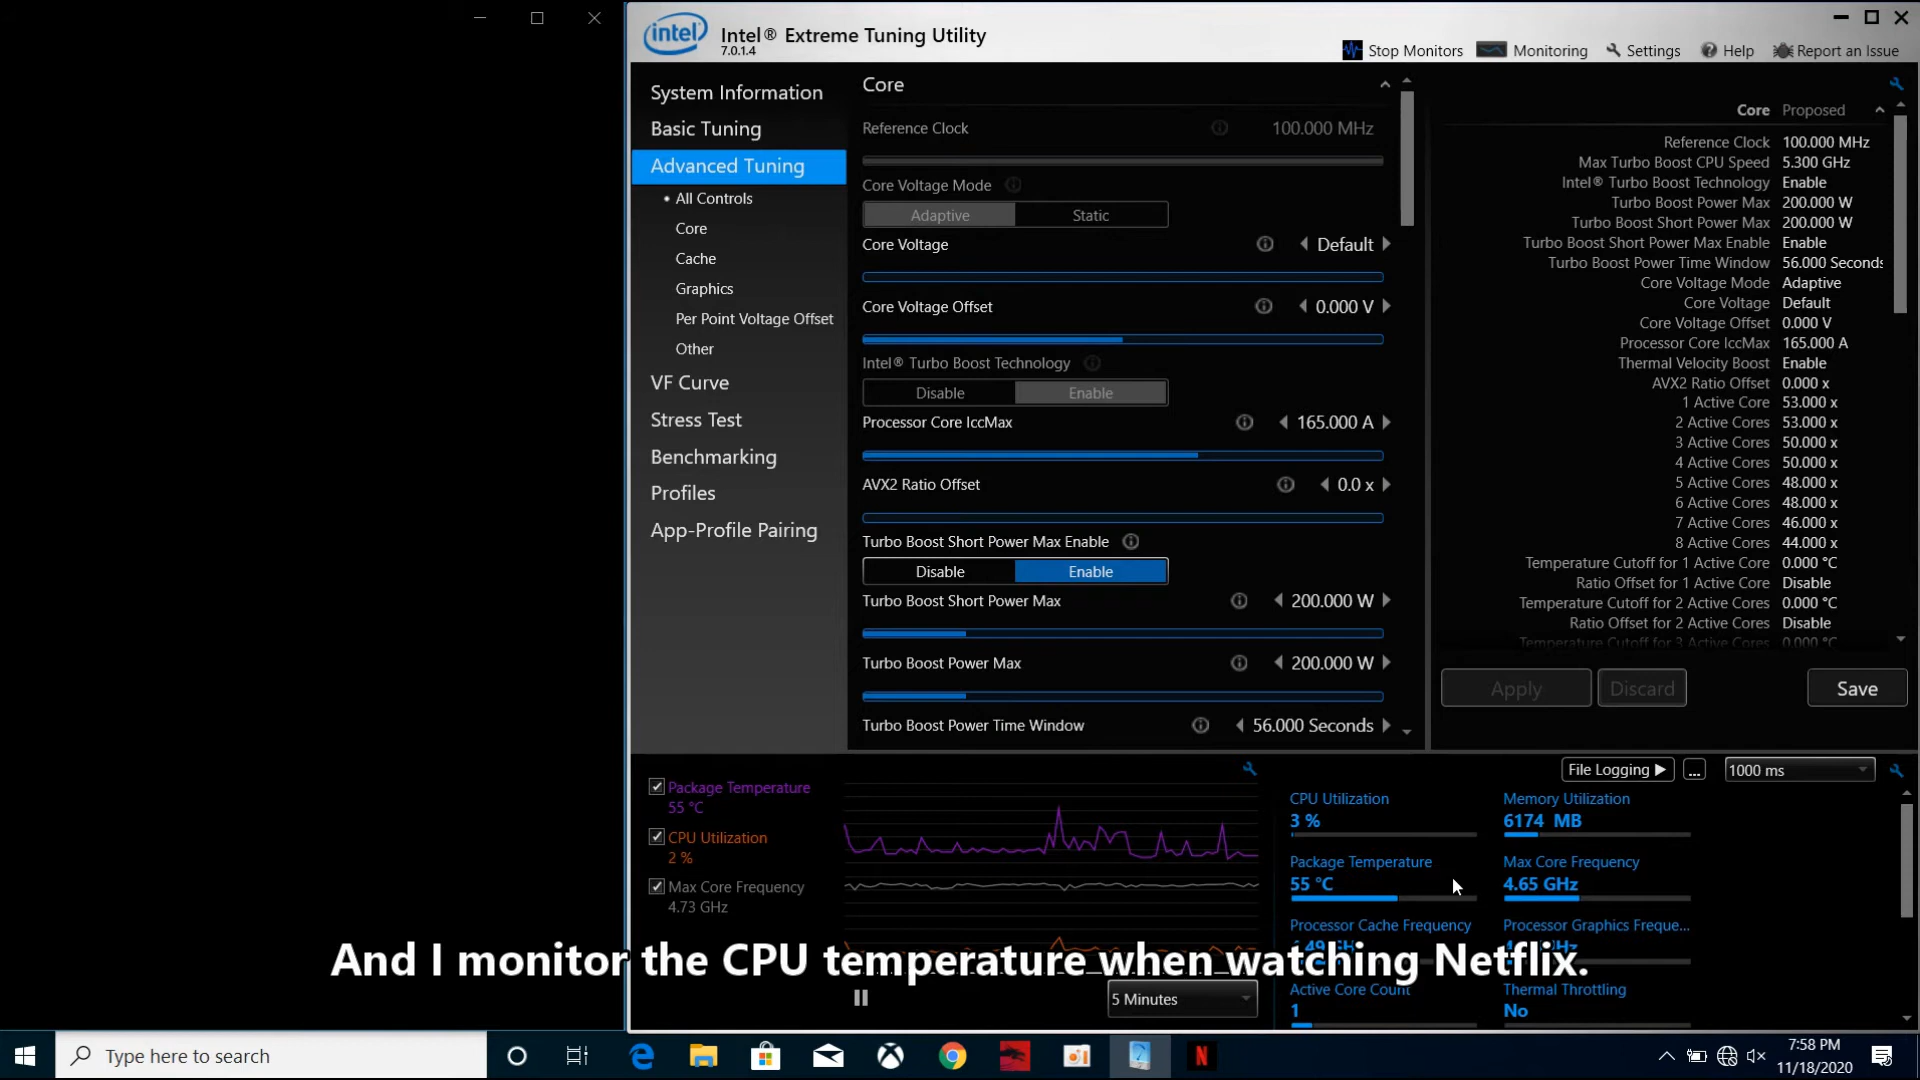 intel
Intel® Extreme Tuning Utility
7.0.1.4
Stop Monitors
Monitoring
Settings
Help
Report an Issue
System Information
Basic Tuning
Advanced Tuning
• All Controls
Core
Cache
Graphics
Per Point Voltage Offset
Other
VF Curve
Stress Test
Benchmarking
Profiles
App-Profile Pairing
Core
Reference Clock 100.000 MHz
Core Voltage Mode
Adaptive Static
Core Voltage Default
Core Voltage Offset 0.000 V
Intel® Turbo Boost Technology
Disable Enable
Processor Core IccMax 165.000 A
AVX2 Ratio Offset 0.0 x
Turbo Boost Short Power Max Enable
Disable Enable
Turbo Boost Short Power Max 200.000 W
Turbo Boost Power Max 200.000 W
Turbo Boost Power Time Window 56.000 Seconds
Core Proposed
Reference Clock 100.000 MHz
Max Turbo Boost CPU Speed 5.300 GHz
Intel® Turbo Boost Technology Enable
Turbo Boost Power Max 200.000 W
Turbo Boost Short Power Max 200.000 W
Turbo Boost Short Power Max Enable Enable
Turbo Boost Power Time Window 56.000 Seconds
Core Voltage Mode Adaptive
Core Voltage Default
Core Voltage Offset 0.000 V
Processor Core IccMax 165.000 A
Thermal Velocity Boost Enable
AVX2 Ratio Offset 0.000 x
1 Active Core 53.000 x
2 Active Cores 53.000 x
3 Active Cores 50.000 x
4 Active Cores 50.000 x
5 Active Cores 48.000 x
6 Active Cores 48.000 x
7 Active Cores 46.000 x
8 Active Cores 44.000 x
Temperature Cutoff for 1 Active Core 0.000 °C
Ratio Offset for 1 Active Core Disable
Temperature Cutoff for 2 Active Cores 0.000 °C
Ratio Offset for 2 Active Cores Disable
Temperature Cutoff for 3 Active Cores 0.000 °C
Apply Discard Save
Package Temperature
55 °C
CPU Utilization
2 %
Max Core Frequency
4.73 GHz
5 Minutes
File Logging ... 1000 ms
CPU Utilization
3 %
Memory Utilization
6174 MB
Package Temperature
55 °C
Max Core Frequency
4.65 GHz
Processor Cache Frequency
Processor Graphics Freque...
Active Core Count
1
Thermal Throttling
No
And I monitor the CPU temperature when watching Netflix.
Type here to search
7:58 PM
11/18/2020